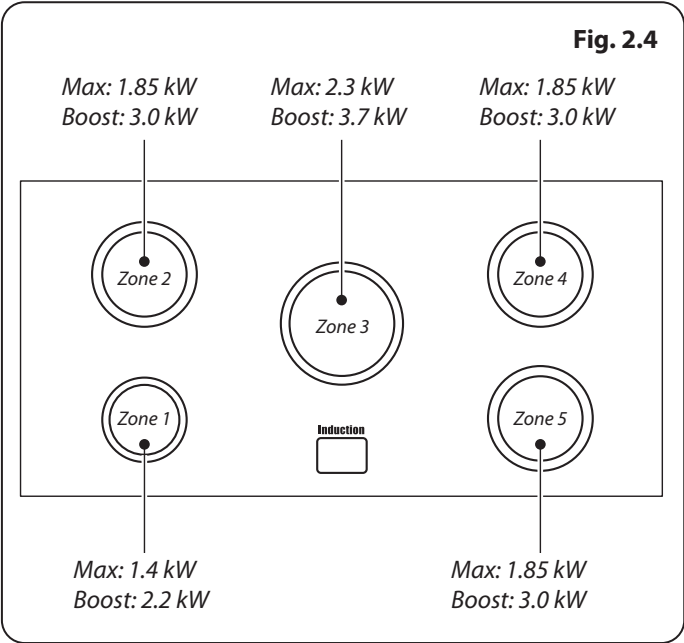 Fig. 2.4
Max: 1.85 kW
Boost: 3.0 kW
Max: 2.3 kW
Boost: 3.7 kW
Max: 1.85 kW
Boost: 3.0 kW
Zone 2
Zone 3
Zone 4
Zone 1
Induction
Zone 5
Max: 1.4 kW
Boost: 2.2 kW
Max: 1.85 kW
Boost: 3.0 kW